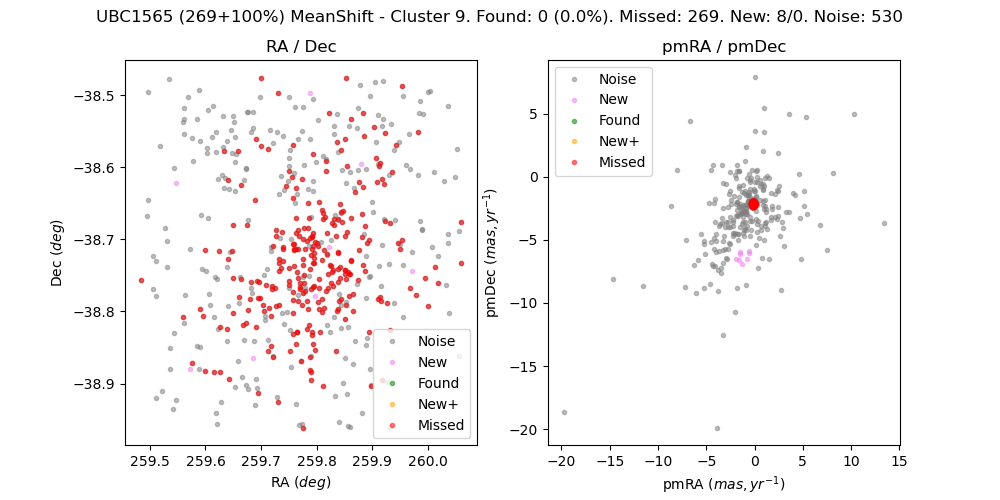 UBC1565 (269+100%) MeanShift - Cluster 9. Found: 0 (0.0%). Missed: 269. New: 8/0. Noise: 530
RA / Dec
−38.5
−38.6
−38.7
−38.8
−38.9
Dec (deg)
259.5 259.6 259.7 259.8 259.9 260.0
RA (deg)
Noise
New
Found
New+
Missed
pmRA / pmDec
5
0
−5
−10
−15
−20
pmDec (mas, yr⁻¹)
−20 −15 −10 −5 0 5 10 15
pmRA (mas, yr⁻¹)
Noise
New
Found
New+
Missed